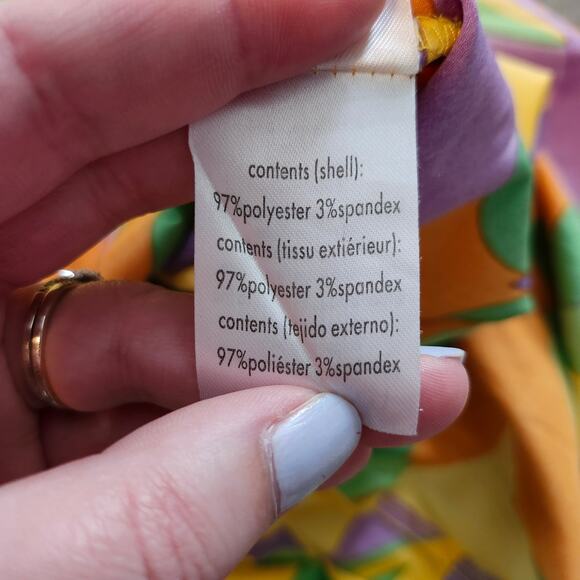 contents (shell):
97%polyester 3%spandex
contents (tissu extiérieur):
97%polyester 3%spandex
contents (tejido externo):
97%poliéster 3%spandex